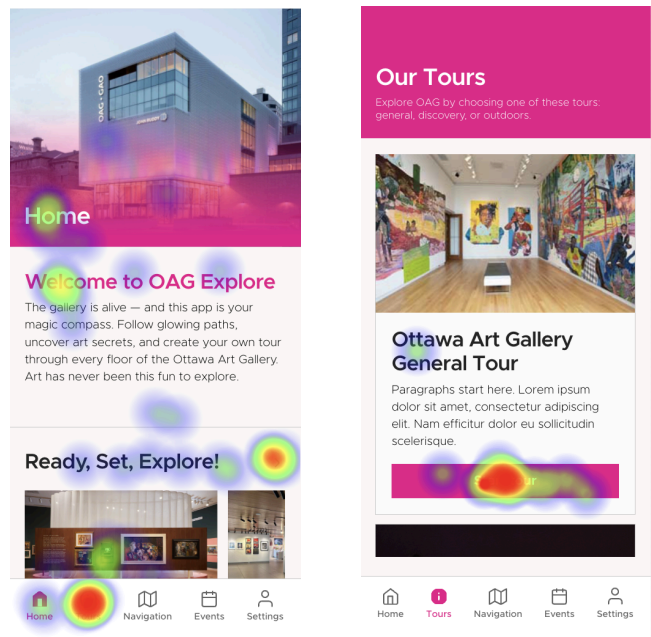 OAG•GAO
Home
Welcome to OAG Explore
The gallery is alive — and this app is your
magic compass. Follow glowing paths,
uncover art secrets, and create your own tour
through every floor of the Ottawa Art Gallery.
Art has never been this fun to explore.
Ready, Set, Explore!
Home
Navigation
Events
Settings
Our Tours
Explore OAG by choosing one of these tours:
general, discovery, or outdoors.
Ottawa Art Gallery
General Tour
Paragraphs start here. Lorem ipsum
dolor sit amet, consectetur adipiscing
elit. Nam efficitur dolor eu sollicitudin
scelerisque.
Home
Tours
Navigation
Events
Settings